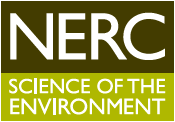 NERC
SCIENCE OF THE
ENVIRONMENT